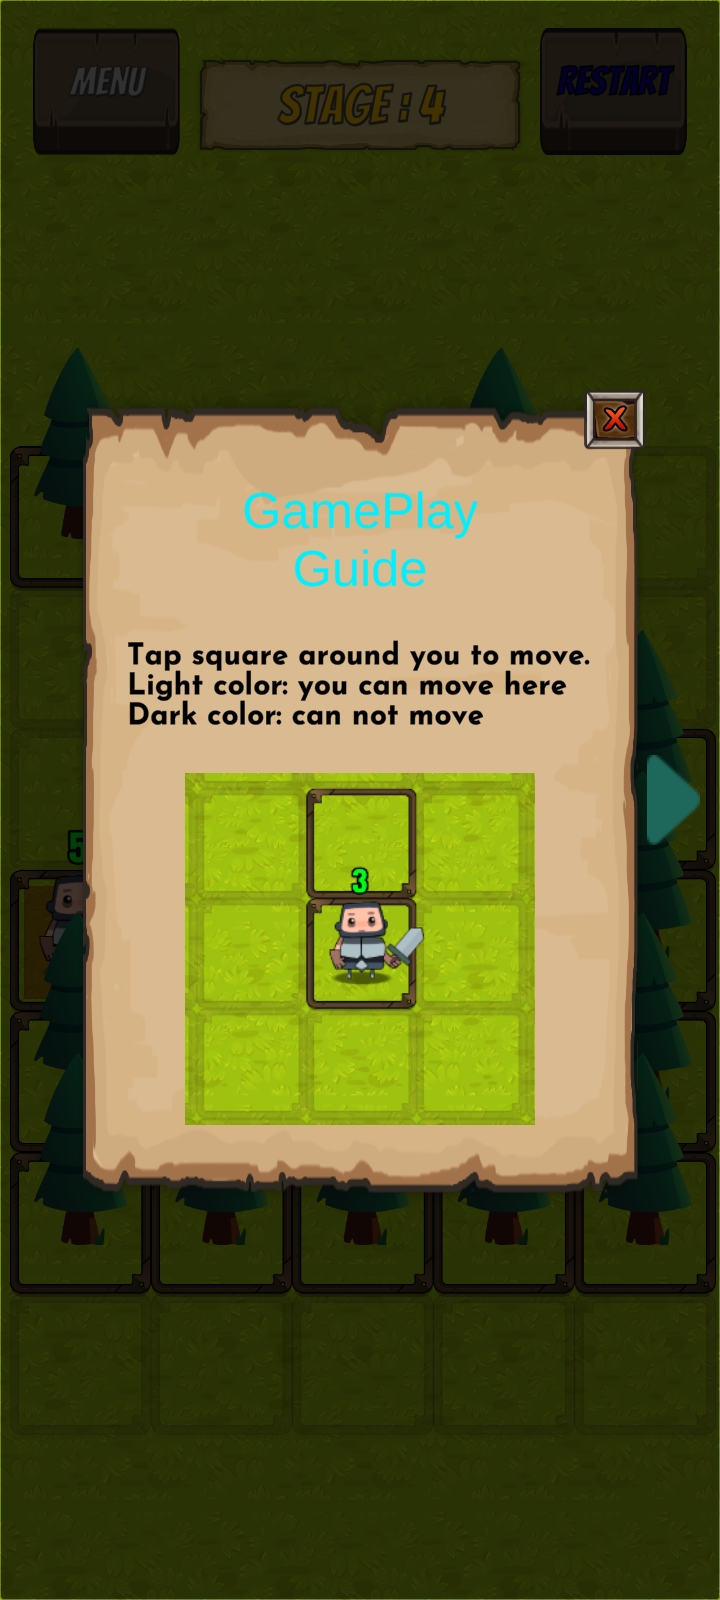 MENU
STAGE : 4
RESTART
GamePlay
Guide
Tap square around you to move.
Light color: you can move here
Dark color: can not move
5
3
X